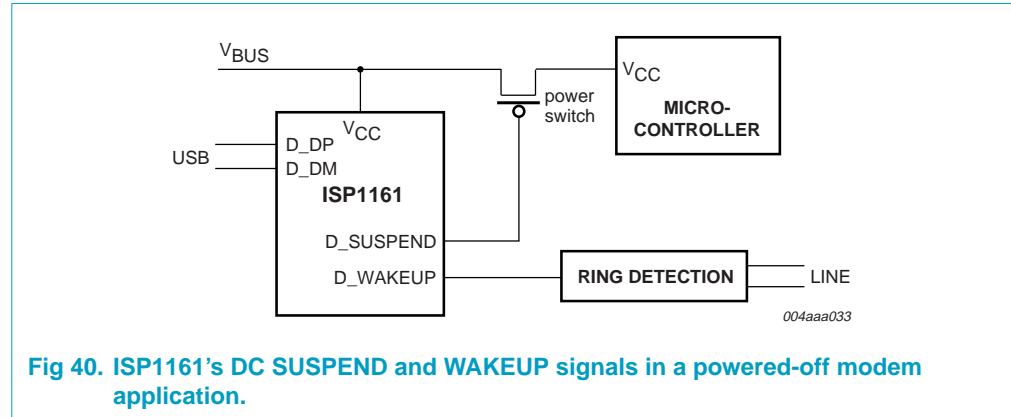 VBUS
power
switch
VCC
MICRO-
CONTROLLER
VCC
USB
D_DP
D_DM
ISP1161
D_SUSPEND
D_WAKEUP
RING DETECTION
LINE
004aaa033
Fig 40. ISP1161's DC SUSPEND and WAKEUP signals in a powered-off modem
application.